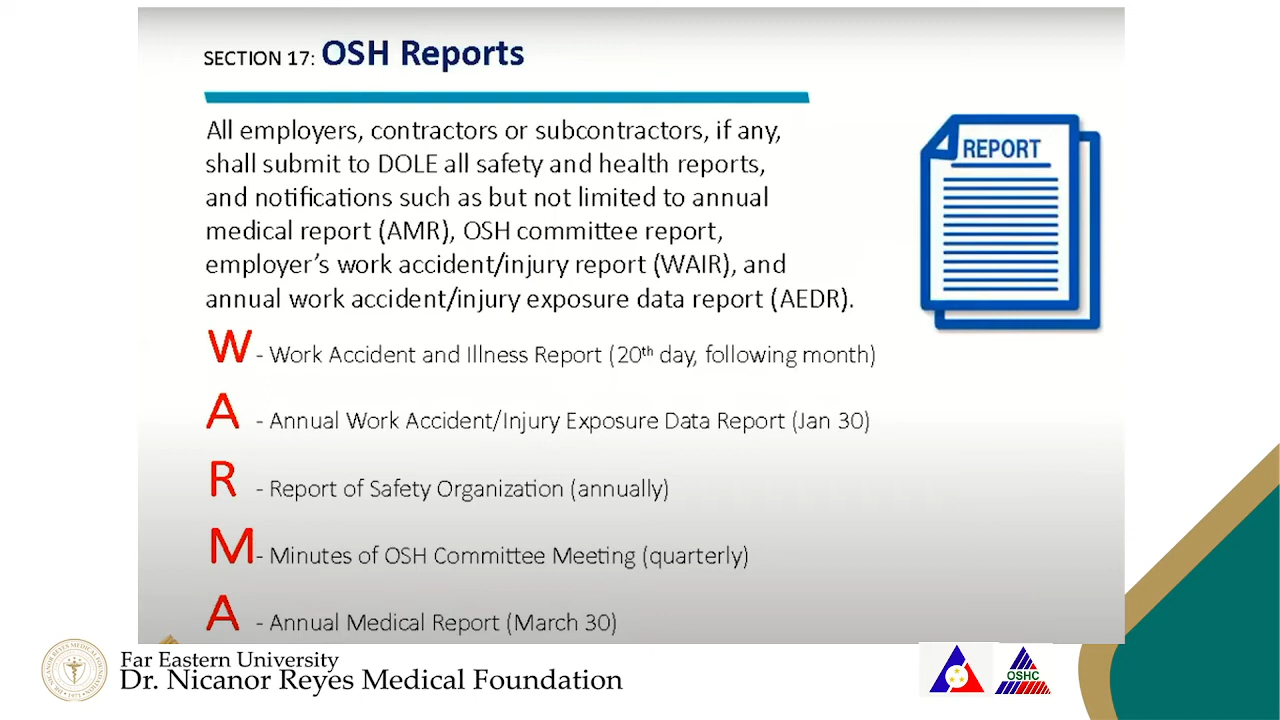 SECTION 17: OSH Reports
All employers, contractors or subcontractors, if any,
shall submit to DOLE all safety and health reports,
and notifications such as but not limited to annual
medical report (AMR), OSH committee report,
employer's work accident/injury report (WAIR), and
annual work accident/injury exposure data report (AEDR).
REPORT
W - Work Accident and Illness Report (20th day, following month)
A - Annual Work Accident/Injury Exposure Data Report (Jan 30)
R - Report of Safety Organization (annually)
M - Minutes of OSH Committee Meeting (quarterly)
A - Annual Medical Report (March 30)
Far Eastern University
Dr. Nicanor Reyes Medical Foundation
OSHC